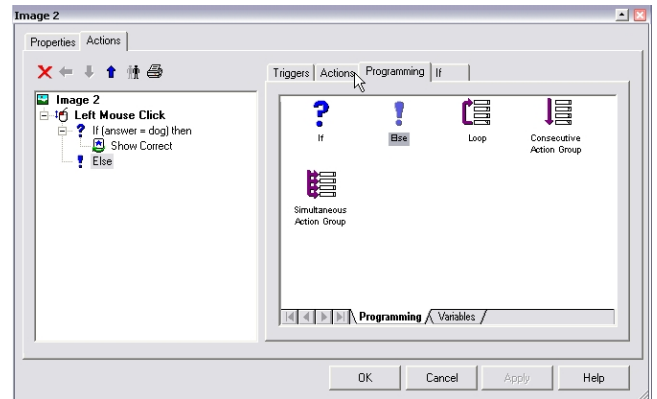 Image 2
Properties Actions
Triggers Actions Programming If
Image 2
Left Mouse Click
If (answer = dog) then
Show Correct
Else
If Else Loop Consecutive
Action Group
Simultaneous
Action Group
Programming Variables
OK Cancel Apply Help